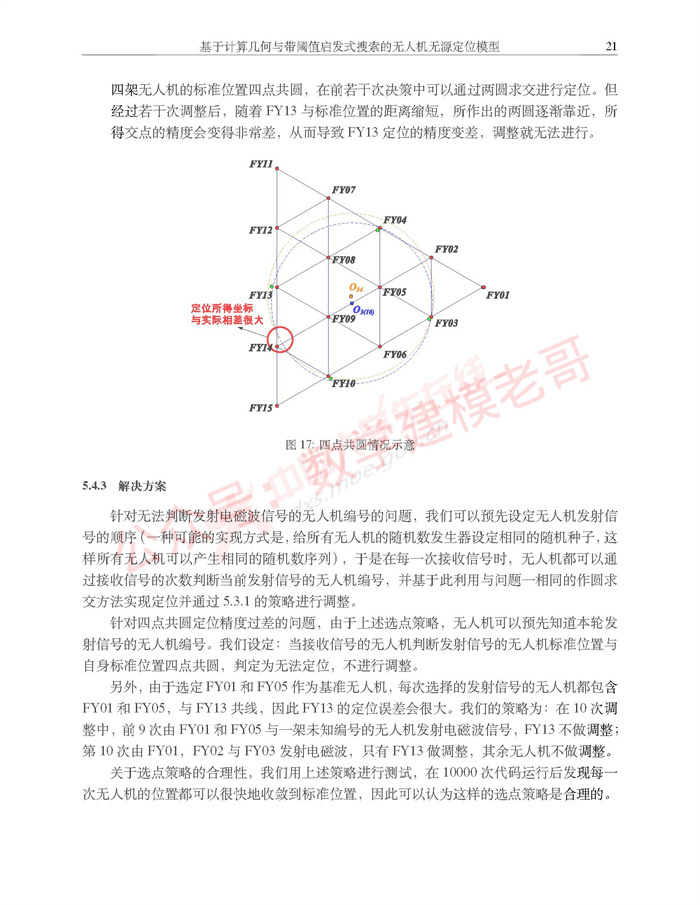 基于计算几何与带阈值启发式搜索的无人机无源定位模型 21
四架无人机的标准位置四点共圆，在前若干次决策中可以通过两圆求交进行定位。但
经过若干次调整后，随着 FY13 与标准位置的距离缩短，所作出的两圆逐渐靠近，所
得交点的精度会变得非常差，从而导致 FY13 定位的精度变差，调整就无法进行。
FY11
FY07
FY04
FY12
FY02
FY08
O34
FY13
FY05
FY01
定位所得坐标
与实际相差很大
O3(10)
FY09
FY03
FY14
FY06
FY10
FY15
图 17: 四点共圆情况示意
5.4.3 解决方案
针对无法判断发射电磁波信号的无人机编号的问题，我们可以预先设定无人机发射信
号的顺序（一种可能的实现方式是，给所有无人机的随机数发生器设定相同的随机种子，这
样所有无人机可以产生相同的随机数序列），于是在每一次接收信号时，无人机都可以通
过接收信号的次数判断当前发射信号的无人机编号，并基于此利用与问题一相同的作圆求
交方法实现定位并通过 5.3.1 的策略进行调整。
针对四点共圆定位精度过差的问题，由于上述选点策略，无人机可以预先知道本轮发
射信号的无人机编号。我们设定：当接收信号的无人机判断发射信号的无人机标准位置与
自身标准位置四点共圆，判定为无法定位，不进行调整。
另外，由于选定 FY01 和 FY05 作为基准无人机，每次选择的发射信号的无人机都包含
FY01 和 FY05，与 FY13 共线，因此 FY13 的定位误差会很大。我们的策略为：在 10 次调
整中，前 9 次由 FY01 和 FY05 与一架未知编号的无人机发射电磁波信号，FY13 不做调整；
第 10 次由 FY01，FY02 与 FY03 发射电磁波，只有 FY13 做调整，其余无人机不做调整。
关于选点策略的合理性，我们用上述策略进行测试，在 10000 次代码运行后发现每一
次无人机的位置都可以很快地收敛到标准位置，因此可以认为这样的选点策略是合理的。
公众号：数学建模老哥